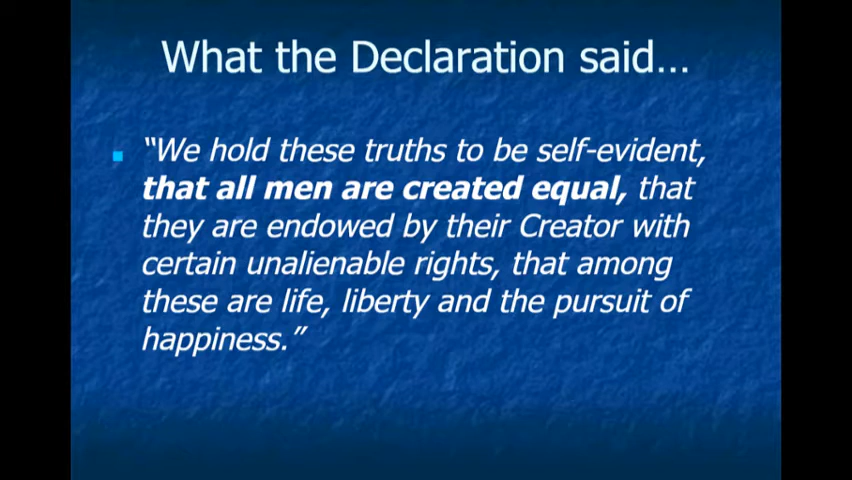 What the Declaration said...
“We hold these truths to be self-evident,
that all men are created equal, that
they are endowed by their Creator with
certain unalienable rights, that among
these are life, liberty and the pursuit of
happiness.”